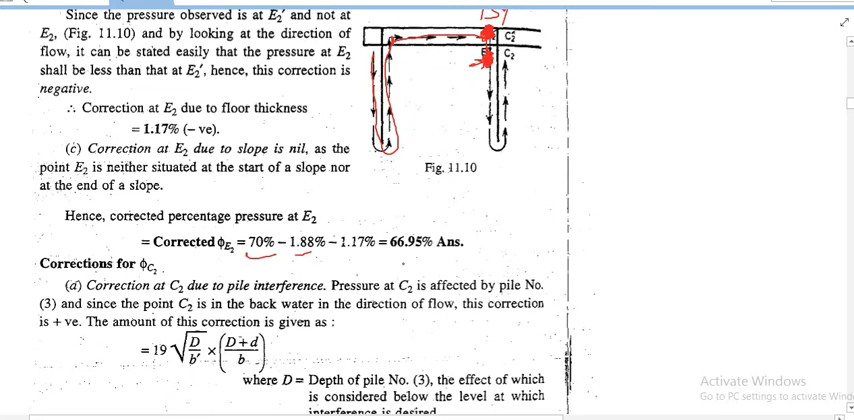 Since the pressure observed is at E₂′ and not at
E₂, (Fig. 11.10) and by looking at the direction of
flow, it can be stated easily that the pressure at E₂
shall be less than that at E₂′, hence, this correction is
negative.
∴ Correction at E₂ due to floor thickness
= 1.17% (– ve).
(c) Correction at E₂ due to slope is nil, as the
point E₂ is neither situated at the start of a slope nor
at the end of a slope.
C₂′
C₂
Fig. 11.10
Hence, corrected percentage pressure at E₂
= Corrected ϕE₂ = 70% – 1.88% – 1.17% = 66.95% Ans.
Corrections for ϕC₂
(a) Correction at C₂ due to pile interference. Pressure at C₂ is affected by pile No.
(3) and since the point C₂ is in the back water in the direction of flow, this correction
is + ve. The amount of this correction is given as :
= 19 √(D/b′) × ((D + d)/b)
where D = Depth of pile No. (3), the effect of which
is considered below the level at which
interference is desired
Activate Windows
Go to PC settings to activate Wind